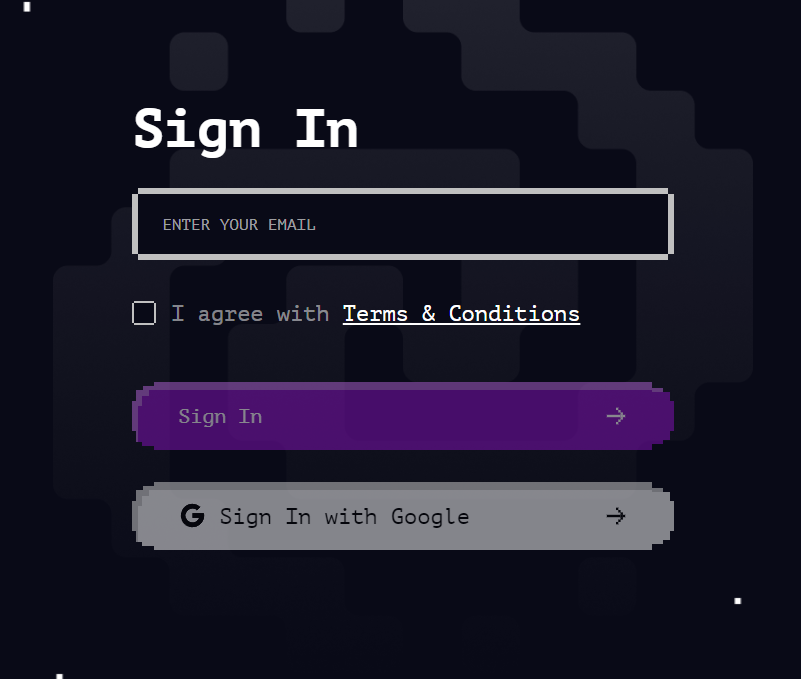 Sign In
ENTER YOUR EMAIL
I agree with Terms & Conditions
Sign In
Sign In with Google